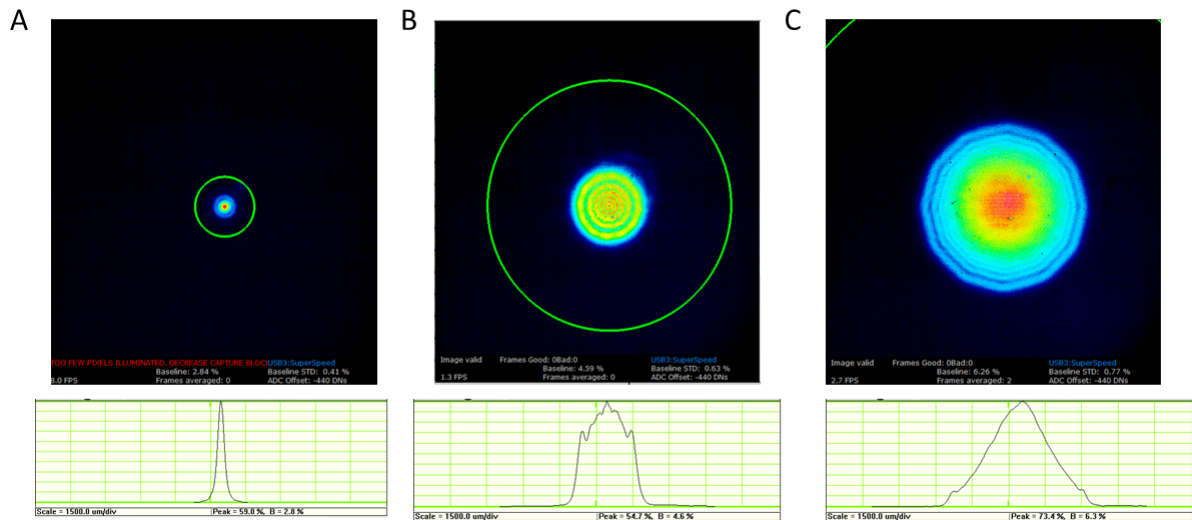 A
B
C
TOO FEW PIXELS ILLUMINATED. DECREASE CAPTURE BLOCI
USB3:SuperSpeed
Baseline: 2.84 %
Baseline STD: 0.41 %
8.0 FPS
Frames averaged: 0
ADC Offset: -440 DNs
Image valid
Frames Good: 0Bad:0
USB3:SuperSpeed
Baseline: 4.59 %
Baseline STD: 0.63 %
1.3 FPS
Frames averaged: 0
ADC Offset: -440 DNs
Image valid
Frames Good: 0Bad:0
USB3:SuperSpeed
Baseline: 6.26 %
Baseline STD: 0.77 %
2.7 FPS
Frames averaged: 2
ADC Offset: -440 DNs
Scale = 1500.0 um/div
Peak = 59.0 %, B = 2.8 %
Scale = 1500.0 um/div
Peak = 54.7 %, B = 4.6 %
Scale = 1500.0 um/div
Peak = 73.4 %, B = 6.3 %